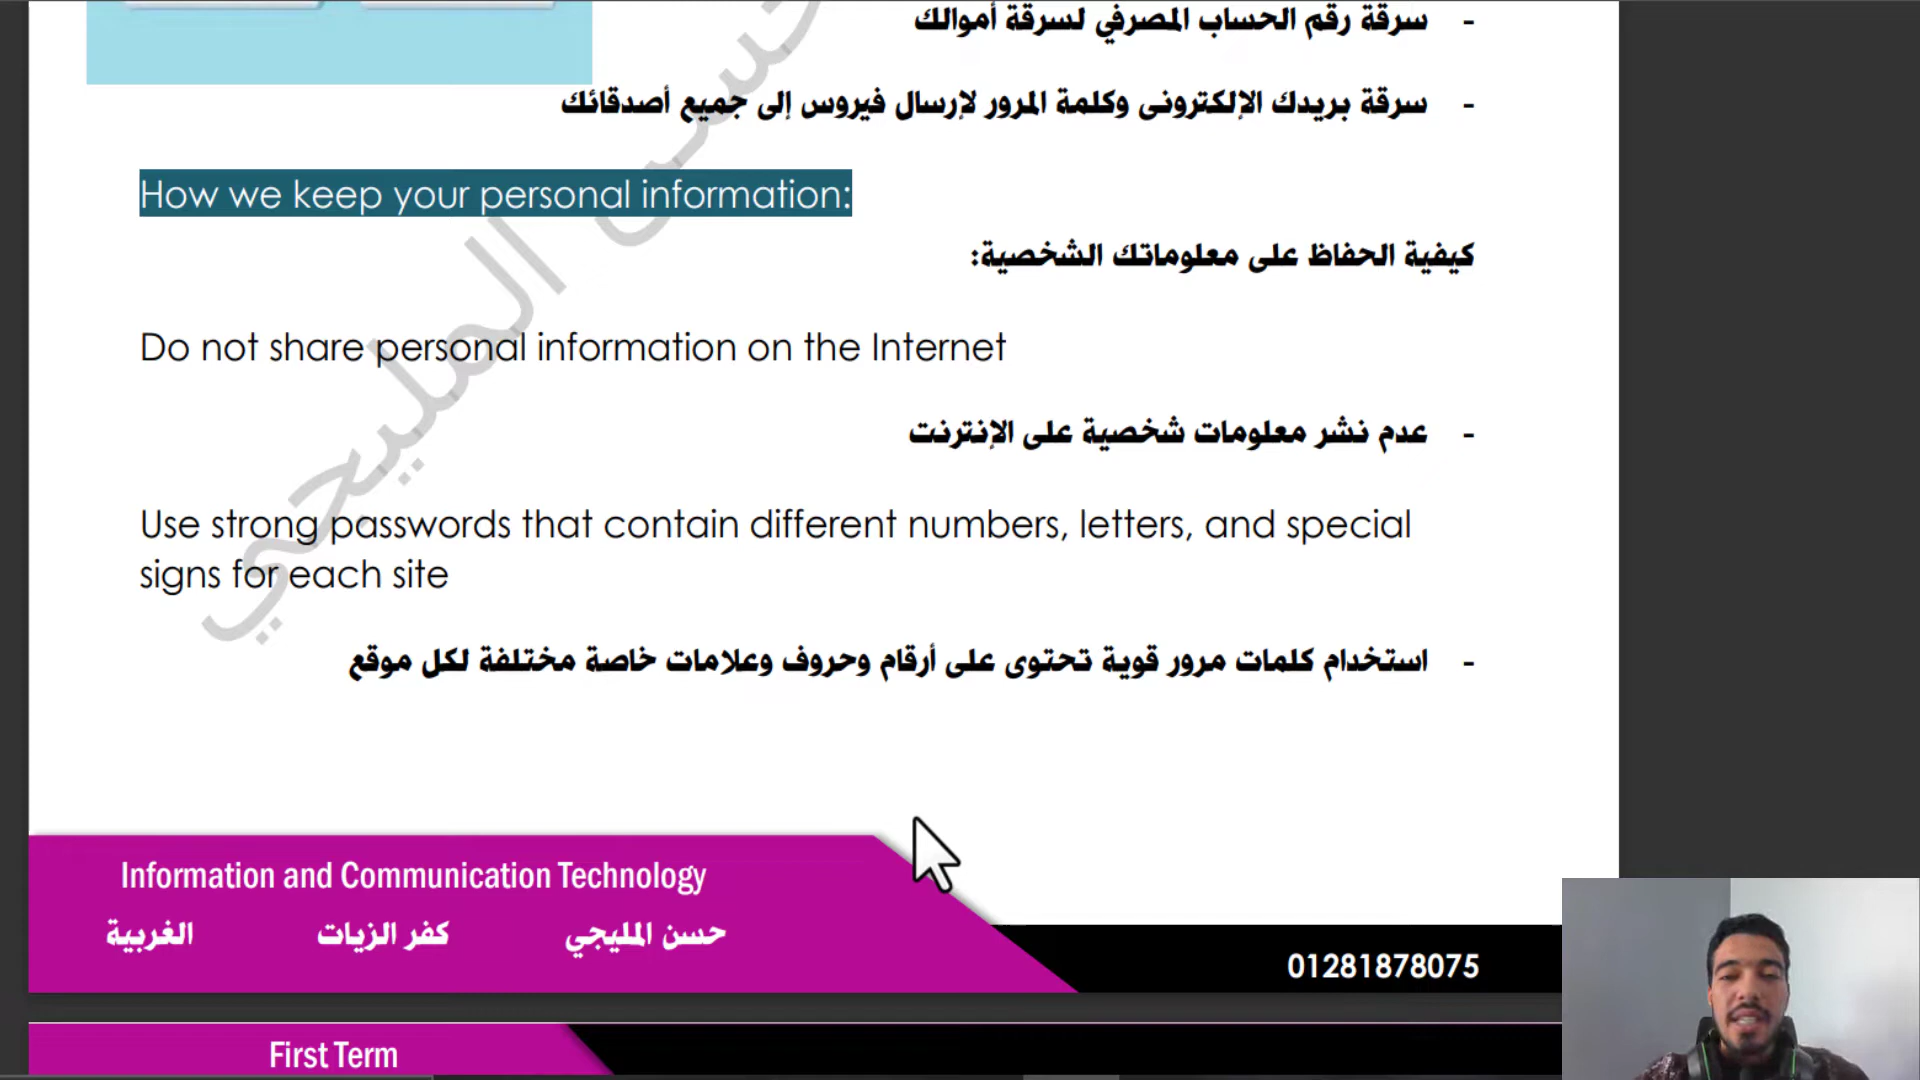 - سرقة رقم الحساب المصرفي لسرقة أموالك
- سرقة بريدك الإلكترونى وكلمة المرور لإرسال فيروس إلى جميع أصدقائك
How we keep your personal information:
كيفية الحفاظ على معلوماتك الشخصية:
Do not share personal information on the Internet
- عدم نشر معلومات شخصية على الإنترنت
Use strong passwords that contain different numbers, letters, and special
signs for each site
- استخدام كلمات مرور قوية تحتوى على أرقام وحروف وعلامات خاصة مختلفة لكل موقع
حسن المليجي
Information and Communication Technology
حسن المليجي كفر الزيات الغربية
01281878075
First Term